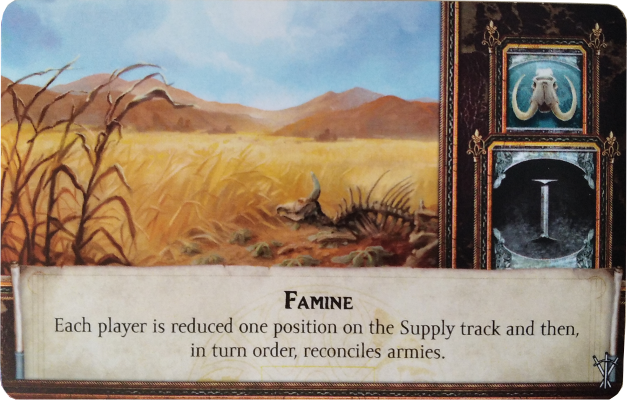 I
FAMINE
Each player is reduced one position on the Supply track and then,
in turn order, reconciles armies.